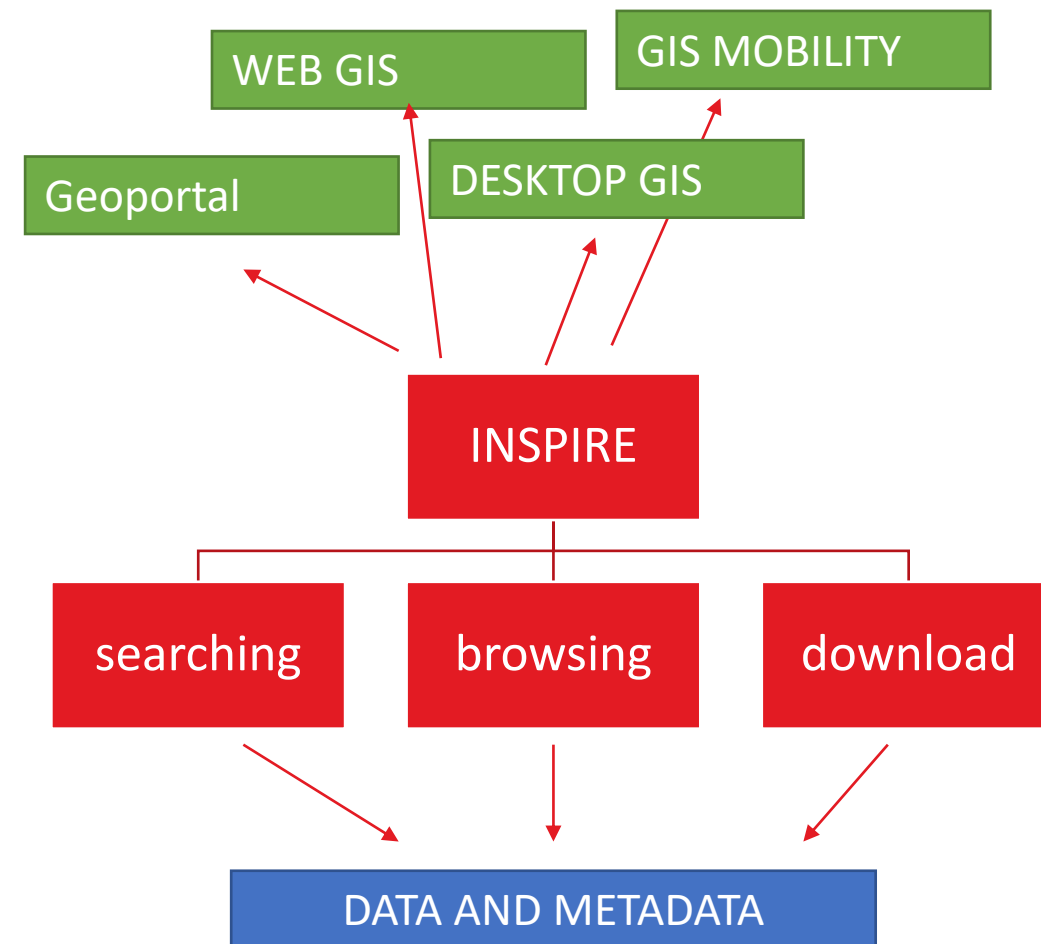 WEB GIS
GIS MOBILITY
Geoportal
DESKTOP GIS
INSPIRE
searching
browsing
download
DATA AND METADATA